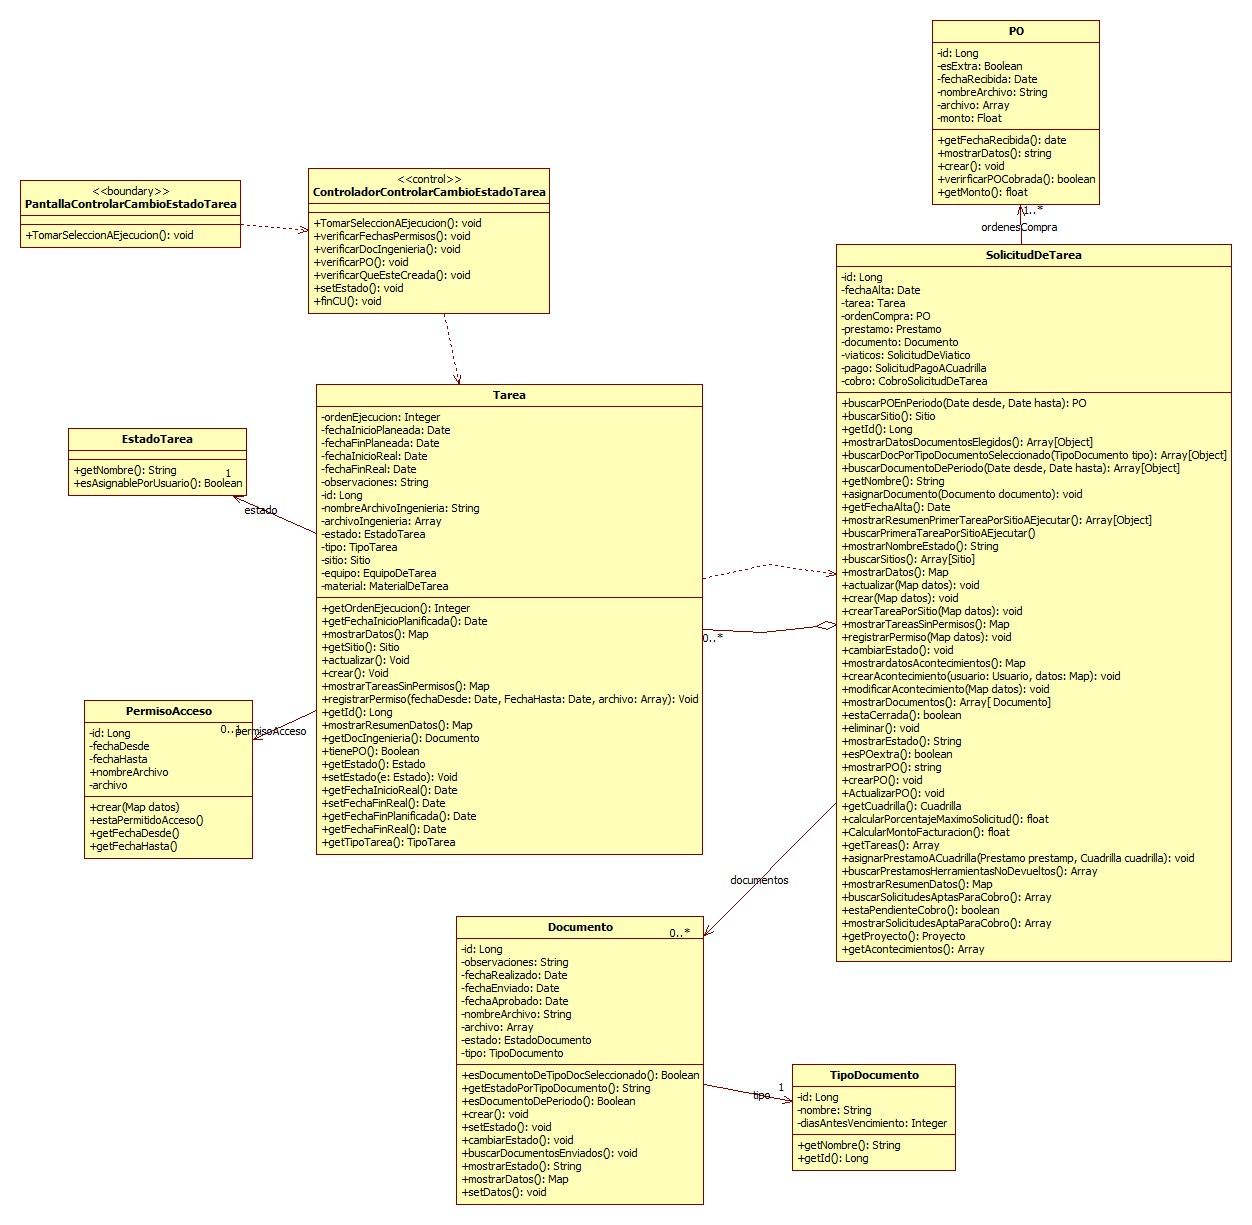 PO
-id: Long
-esExtra: Boolean
-fechaRecibida: Date
-nombreArchivo: String
-archivo: Array
-monto: Float
+getFechaRecibida(): date
+mostrarDatos(): string
+crear(): void
+verirficarPOCobrada(): boolean
+getMonto(): float
1..*
ordenesCompra
<<boundary>>
PantallaControlarCambioEstadoTarea
+TomarSeleccionAEjecucion(): void
<<control>>
ControladorControlarCambioEstadoTarea
+TomarSeleccionAEjecucion(): void
+verificarFechasPermisos(): void
+verificarDocIngenieria(): void
+verificarPO(): void
+verificarQueEsteCreada(): void
+setEstado(): void
+finCU(): void
SolicitudDeTarea
-id: Long
-fechaAlta: Date
-tarea: Tarea
-ordenCompra: PO
-prestamo: Prestamo
-documento: Documento
-viaticos: SolicitudDeViatico
-pago: SolicitudPagoACuadrilla
-cobro: CobroSolicitudDeTarea
+buscarPOEnPeriodo(Date desde, Date hasta): PO
+buscarSitio(): Sitio
+getId(): Long
+mostrarDatosDocumentosElegidos(): Array[Object]
+buscarDocPorTipoDocumentoSeleccionado(TipoDocumento tipo): Array[Object]
+buscarDocumentoDePeriodo(Date desde, Date hasta): Array[Object]
+getNombre(): String
+asignarDocumento(Documento documento): void
+getFechaAlta(): Date
+mostrarResumenPrimerTareaPorSitioAEjecutar(): Array[Object]
+buscarPrimeraTareaPorSitioAEjecutar()
+mostrarNombreEstado(): String
+buscarSitios(): Array[Sitio]
+mostrarDatos(): Map
+actualizar(Map datos): void
+crear(Map datos): void
+crearTareaPorSitio(Map datos): void
+mostrarTareasSinPermisos(): Map
+registrarPermiso(Map datos): void
+cambiarEstado(): void
+mostrardatosAcontecimientos(): Map
+crearAcontecimiento(usuario: Usuario, datos: Map): void
+modificarAcontecimiento(Map datos): void
+mostrarDocumentos(): Array[ Documento]
+estaCerrada(): boolean
+eliminar(): void
+mostrarEstado(): String
+esPOextra(): boolean
+mostrarPO(): string
+crearPO(): void
+ActualizarPO(): void
+getCuadrilla(): Cuadrilla
+calcularPorcentajeMaximoSolicitud(): float
+CalcularMontoFacturacion(): float
+getTareas(): Array
+asignarPrestamoACuadrilla(Prestamo prestamp, Cuadrilla cuadrilla): void
+buscarPrestamosHerramientasNoDevueltos(): Array
+mostrarResumenDatos(): Map
+buscarSolicitudesAptasParaCobro(): Array
+estaPendienteCobro(): boolean
+mostrarSolicitudesAptaParaCobro(): Array
+getProyecto(): Proyecto
+getAcontecimientos(): Array
Tarea
-ordenEjecucion: Integer
-fechaInicioPlaneada: Date
-fechaFinPlaneada: Date
-fechaInicioReal: Date
-fechaFinReal: Date
-observaciones: String
-id: Long
-nombreArchivoIngenieria: String
-archivoIngenieria: Array
-estado: EstadoTarea
-tipo: TipoTarea
-sitio: Sitio
-equipo: EquipoDeTarea
-material: MaterialDeTarea
+getOrdenEjecucion(): Integer
+getFechaInicioPlanificada(): Date
+mostrarDatos(): Map
+getSitio(): Sitio
+actualizar(): Void
+crear(): Void
+mostrarTareasSinPermisos(): Map
+registrarPermiso(fechaDesde: Date, FechaHasta: Date, archivo: Array): Void
+getId(): Long
+mostrarResumenDatos(): Map
+getDocIngenieria(): Documento
+tienePO(): Boolean
+getEstado(): Estado
+setEstado(e: Estado): Void
+getFechaInicioReal(): Date
+setFechaFinReal(): Date
+getFechaFinPlanificada(): Date
+getFechaFinReal(): Date
+getTipoTarea(): TipoTarea
0..*
EstadoTarea
+getNombre(): String
+esAsignablePorUsuario(): Boolean
1
estado
PermisoAcceso
-id: Long
-fechaDesde
-fechaHasta
+nombreArchivo
-archivo
+crear(Map datos)
+estaPermitidoAcceso()
+getFechaDesde()
+getFechaHasta()
0..1
permisoAcceso
documentos
0..*
Documento
-id: Long
-observaciones: String
-fechaRealizado: Date
-fechaEnviado: Date
-fechaAprobado: Date
-nombreArchivo: String
-archivo: Array
-estado: EstadoDocumento
-tipo: TipoDocumento
+esDocumentoDeTipoDocSeleccionado(): Boolean
+getEstadoPorTipoDocumento(): String
+esDocumentoDePeriodo(): Boolean
+crear(): void
+setEstado(): void
+cambiarEstado(): void
+buscarDocumentosEnviados(): void
+mostrarEstado(): String
+mostrarDatos(): Map
+setDatos(): void
1
tipo
TipoDocumento
-id: Long
-nombre: String
-diasAntesVencimiento: Integer
+getNombre(): String
+getId(): Long